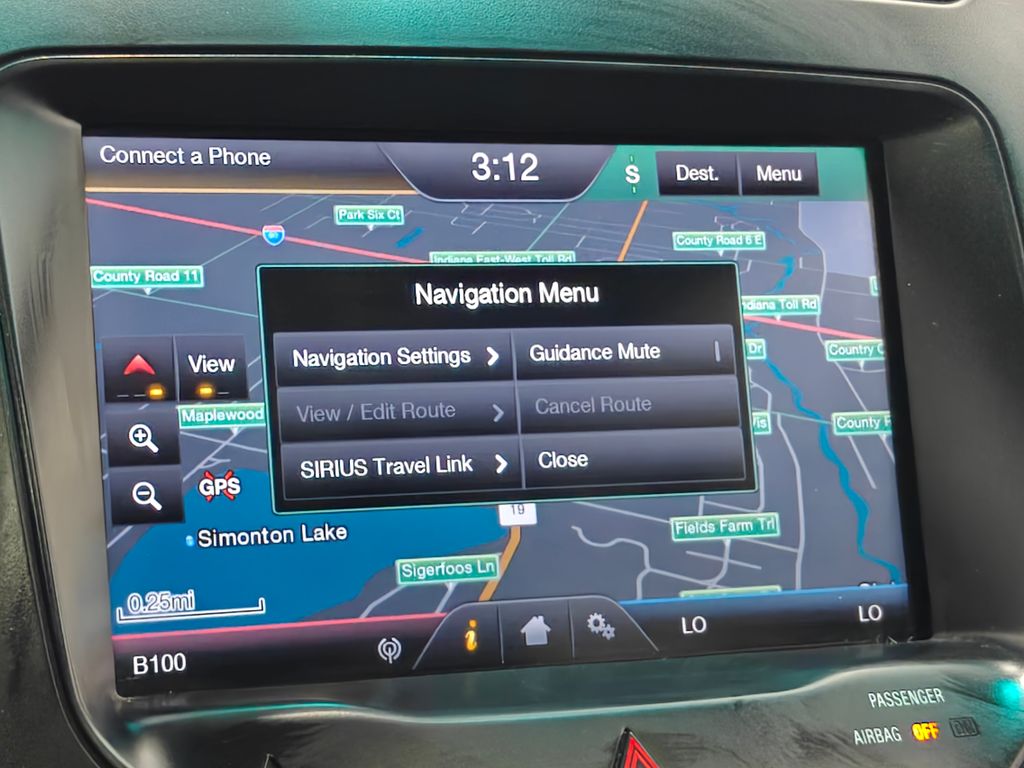 Connect a Phone
3:12
S
Dest.
Menu
Park Six Ct
County Road 6 E
Indiana East-West Toll Rd
County Road 11
Navigation Menu
Indiana Toll Rd
Navigation Settings
Guidance Mute
View
Dr
View / Edit Route
Cancel Route
Maplewood
SIRIUS Travel Link
Close
GPS
19
Simonton Lake
Fields Farm Trl
Sigerfoos Ln
0.25mi
B100
i
LO
LO
PASSENGER
AIRBAG OFF